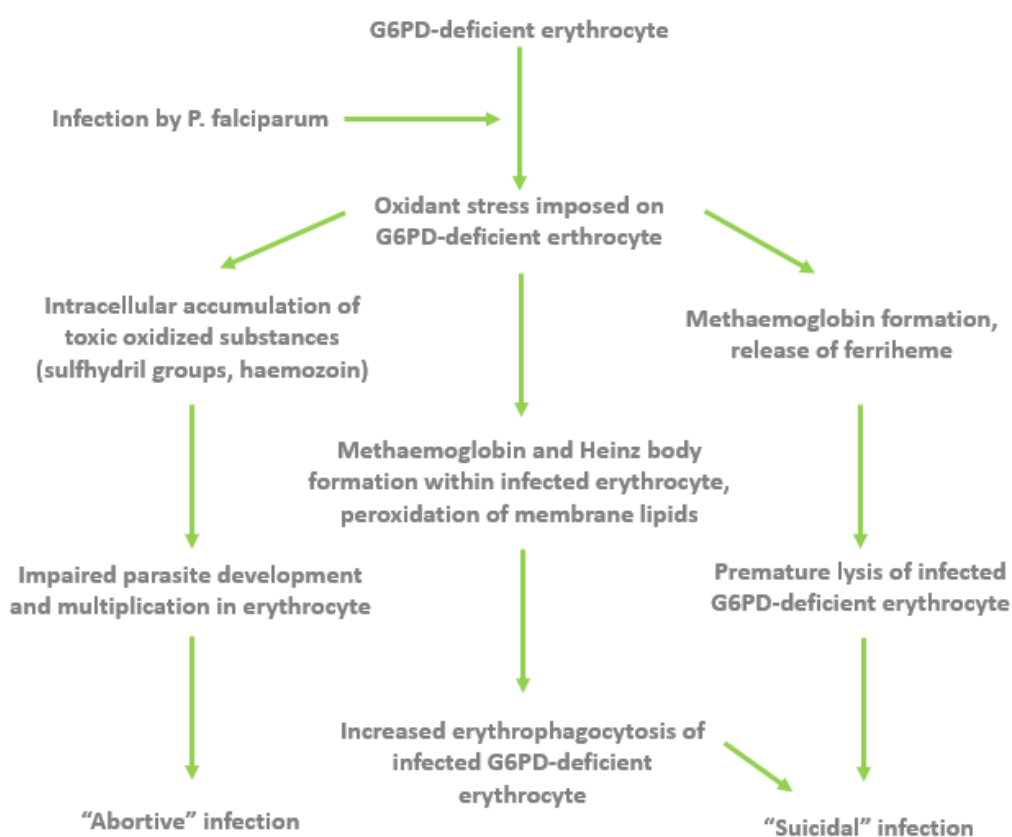 G6PD-deficient erythrocyte
Infection by P. falciparum
Oxidant stress imposed on
G6PD-deficient erthrocyte
Intracellular accumulation of
toxic oxidized substances
(sulfhydril groups, haemozoin)
Methaemoglobin formation,
release of ferriheme
Methaemoglobin and Heinz body
formation within infected erythrocyte,
peroxidation of membrane lipids
Impaired parasite development
and multiplication in erythrocyte
Premature lysis of infected
G6PD-deficient erythrocyte
Increased erythrophagocytosis of
infected G6PD-deficient
erythrocyte
“Abortive” infection
“Suicidal” infection